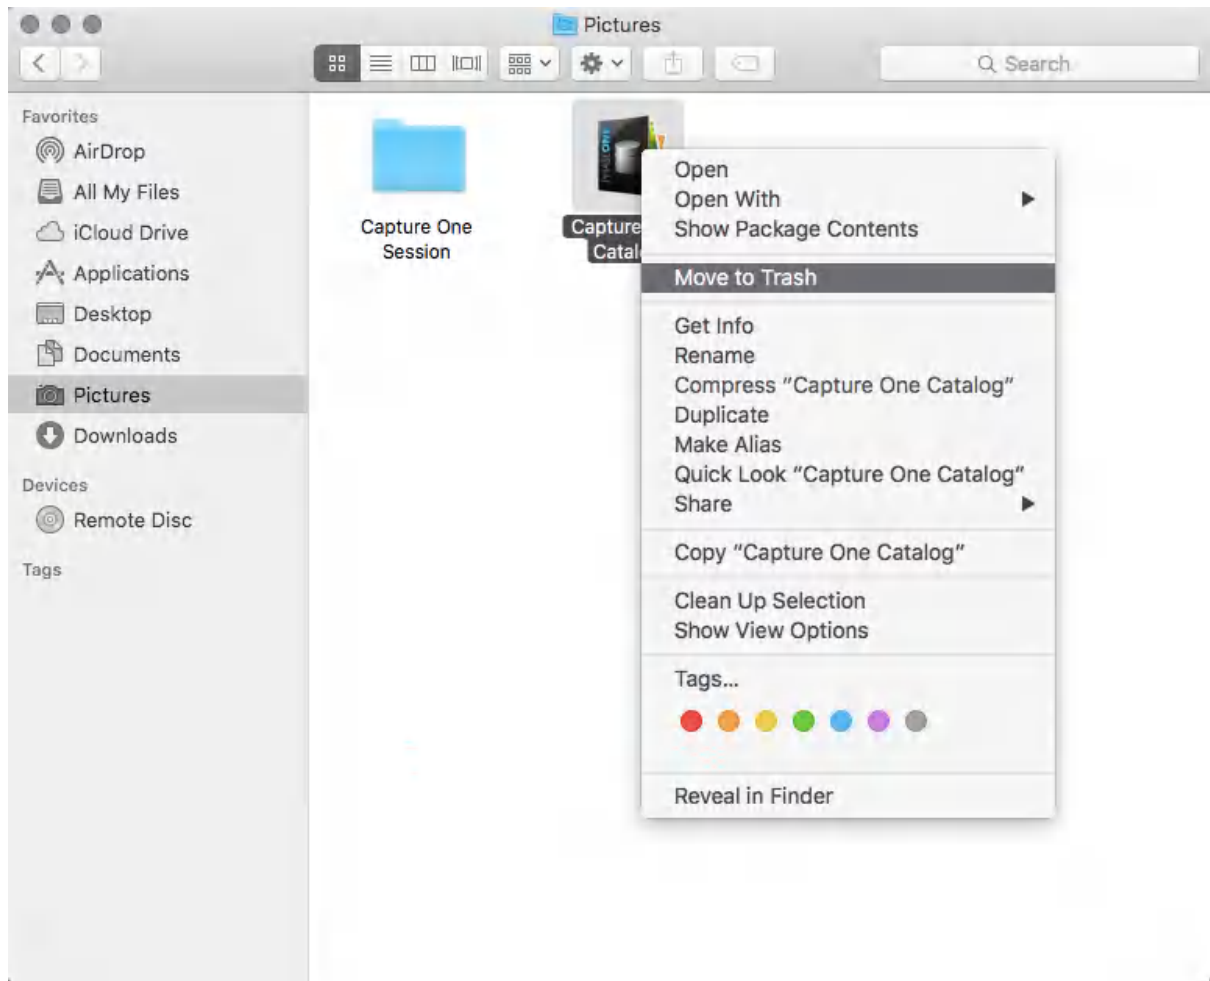 Pictures
Search
Favorites
AirDrop
All My Files
iCloud Drive
Applications
Desktop
Documents
Pictures
Downloads
Devices
Remote Disc
Tags
Capture One
Session
PHASEONE
Capture
Open
Open With
Show Package Contents
Move to Trash
Get Info
Rename
Compress “Capture One Catalog”
Duplicate
Make Alias
Quick Look “Capture One Catalog”
Share
Copy “Capture One Catalog”
Clean Up Selection
Show View Options
Tags...
Reveal in Finder